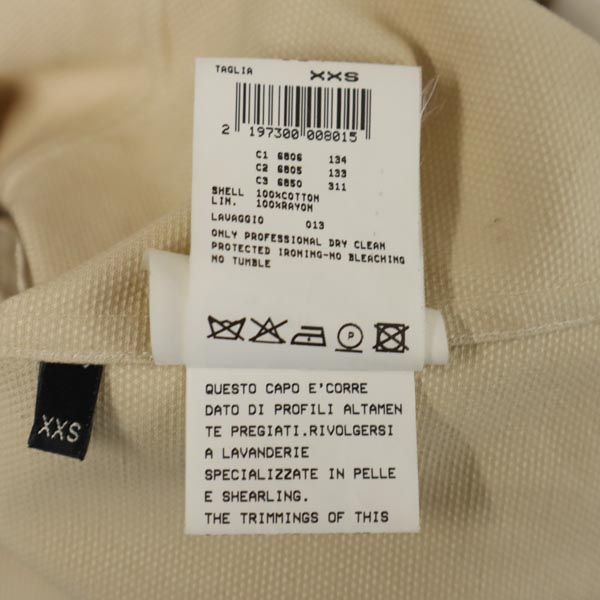 TAGLIA XXS
2 197300 008015
C1 6806 134
C2 6805 133
C3 6850 311
SHELL 100%COTTON
LIN. 100%RAYON
LAVAGGIO 013
ONLY PROFESSIONAL DRY CLEAN
PROTECTED IRONING-NO BLEACHING
NO TUMBLE
P
QUESTO CAPO E'CORRE
DATO DI PROFILI ALTAMEN
TE PREGIATI.RIVOLGERSI
A LAVANDERIE
SPECIALIZZATE IN PELLE
E SHEARLING.
THE TRIMMINGS OF THIS
XXS